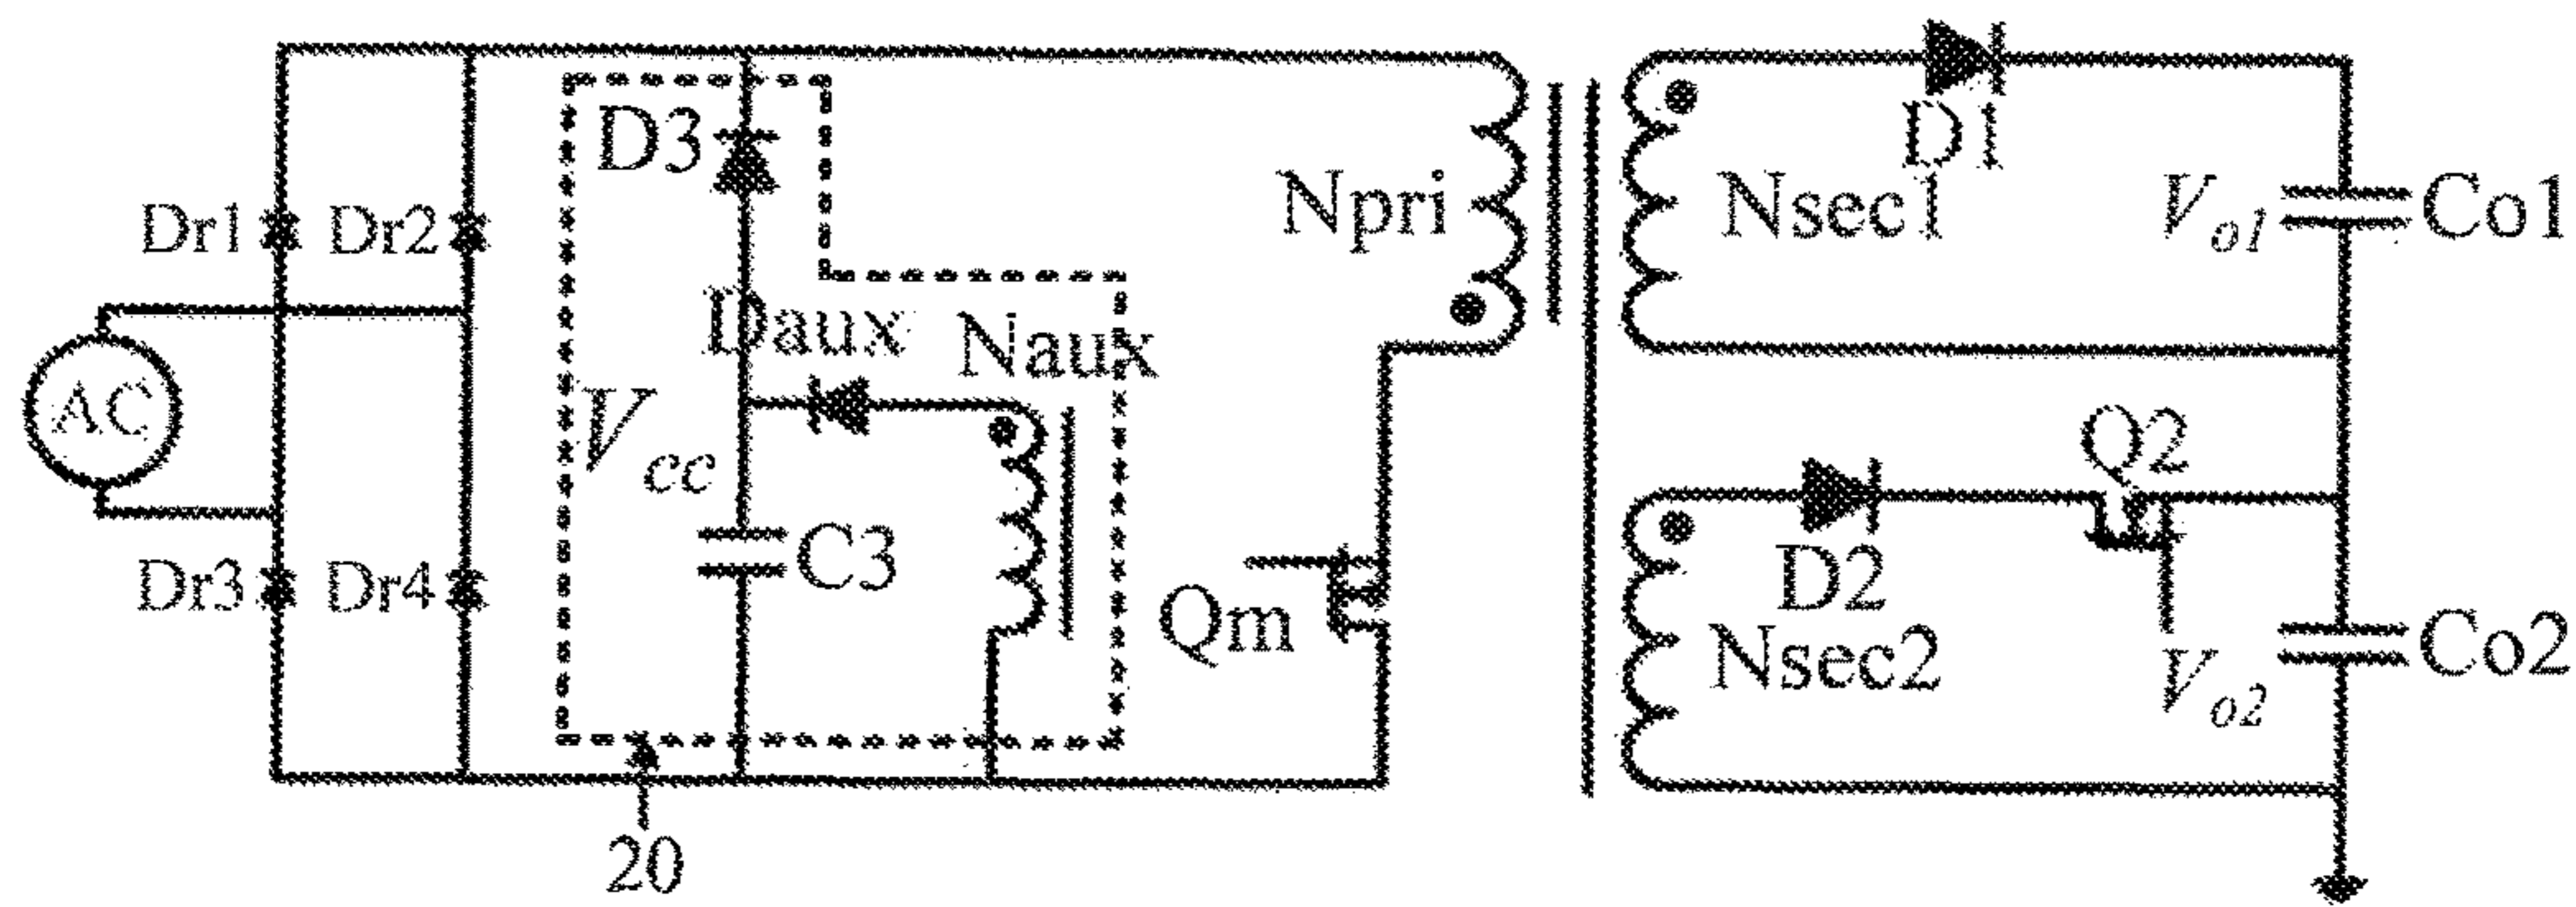 D3
D1
Dr1
Dr2
Npri
Nsec1
Vo1
Co1
Daux
Naux
AC
Vcc
Q2
C3
Dr3
Dr4
Qm
D2
Nsec2
Vo2
Co2
20